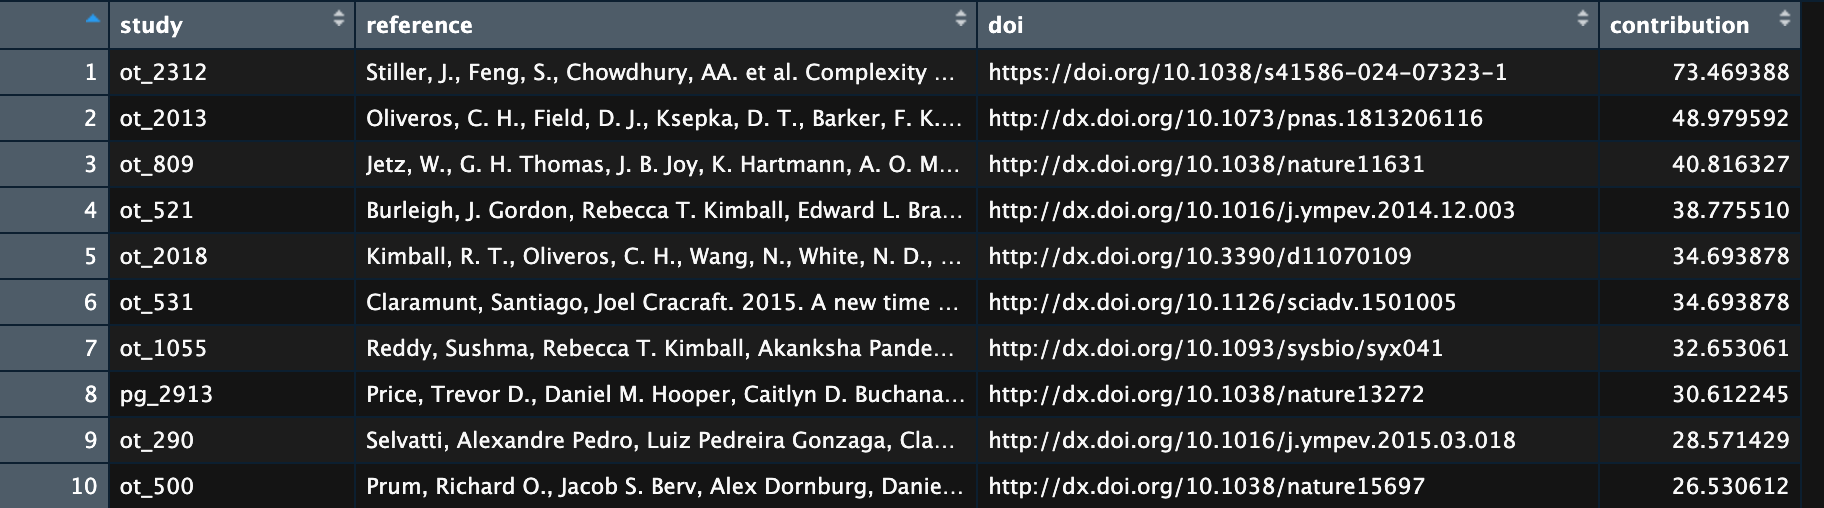 study reference doi contribution
1 ot_2312 Stiller, J., Feng, S., Chowdhury, AA. et al. Complexity ... https://doi.org/10.1038/s41586-024-07323-1 73.469388
2 ot_2013 Oliveros, C. H., Field, D. J., Ksepka, D. T., Barker, F. K.... http://dx.doi.org/10.1073/pnas.1813206116 48.979592
3 ot_809 Jetz, W., G. H. Thomas, J. B. Joy, K. Hartmann, A. O. M... http://dx.doi.org/10.1038/nature11631 40.816327
4 ot_521 Burleigh, J. Gordon, Rebecca T. Kimball, Edward L. Bra... http://dx.doi.org/10.1016/j.ympev.2014.12.003 38.775510
5 ot_2018 Kimball, R. T., Oliveros, C. H., Wang, N., White, N. D., ... http://dx.doi.org/10.3390/d11070109 34.693878
6 ot_531 Claramunt, Santiago, Joel Cracraft. 2015. A new time ... http://dx.doi.org/10.1126/sciadv.1501005 34.693878
7 ot_1055 Reddy, Sushma, Rebecca T. Kimball, Akanksha Pande... http://dx.doi.org/10.1093/sysbio/syx041 32.653061
8 pg_2913 Price, Trevor D., Daniel M. Hooper, Caitlyn D. Buchana... http://dx.doi.org/10.1038/nature13272 30.612245
9 ot_290 Selvatti, Alexandre Pedro, Luiz Pedreira Gonzaga, Cla... http://dx.doi.org/10.1016/j.ympev.2015.03.018 28.571429
10 ot_500 Prum, Richard O., Jacob S. Berv, Alex Dornburg, Danie... http://dx.doi.org/10.1038/nature15697 26.530612